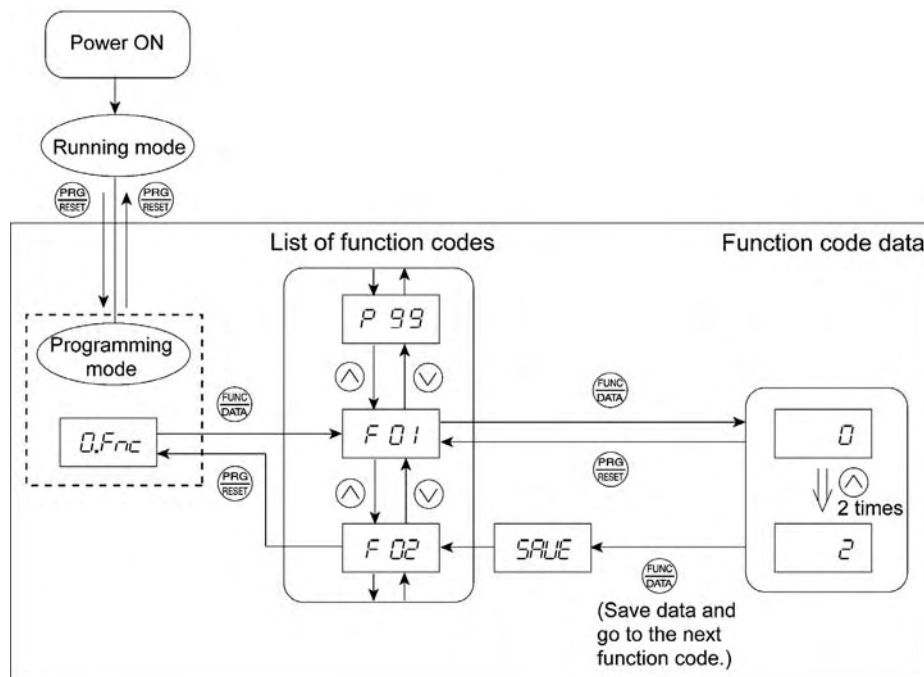 Power ON
Running mode
PRG
RESET
PRG
RESET
List of function codes
Function code data
P 99
Programming
mode
FUNC
DATA
FUNC
DATA
0.Fnc
F 01
0
PRG
RESET
PRG
RESET
2 times
F 02
SAVE
2
FUNC
DATA
(Save data and
go to the next
function code.)